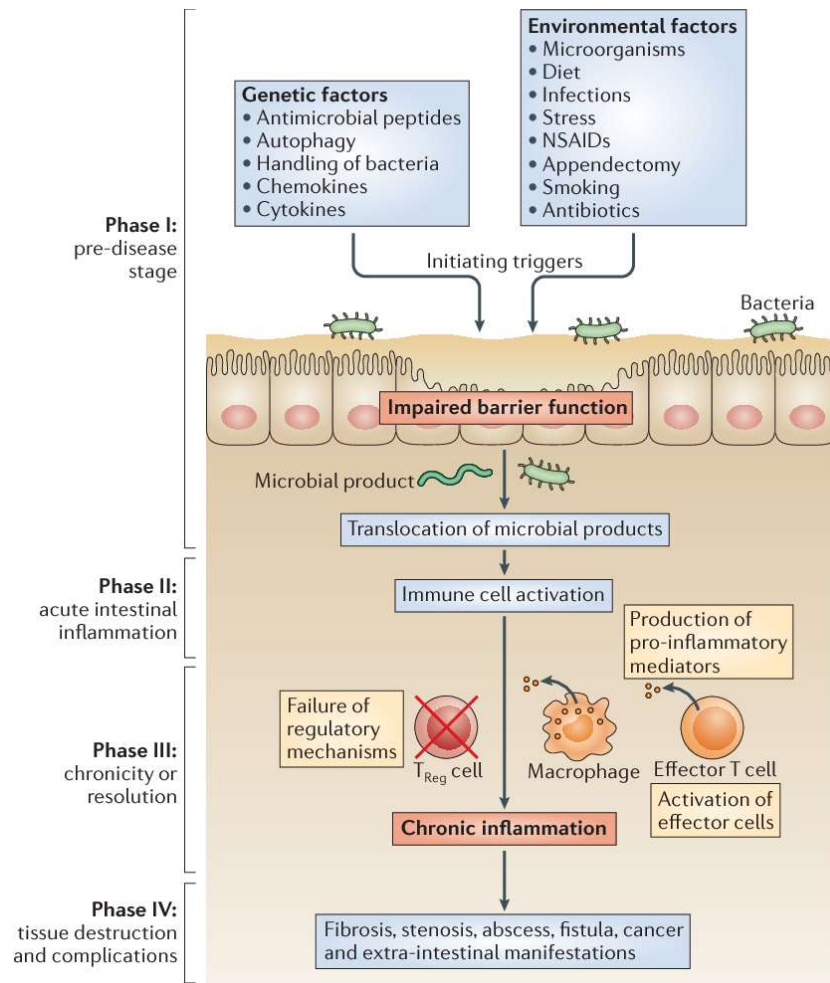 Environmental factors
• Microorganisms
• Diet
• Infections
• Stress
• NSAIDs
• Appendectomy
• Smoking
• Antibiotics
Genetic factors
• Antimicrobial peptides
• Autophagy
• Handling of bacteria
• Chemokines
• Cytokines
Phase I:
pre-disease
stage
Initiating triggers
Bacteria
Impaired barrier function
Microbial product
Translocation of microbial products
Phase II:
acute intestinal
inflammation
Immune cell activation
Production of
pro-inflammatory
mediators
Phase III:
chronicity or
resolution
Failure of
regulatory
mechanisms
TReg cell
Macrophage
Effector T cell
Activation of
effector cells
Chronic inflammation
Phase IV:
tissue destruction
and complications
Fibrosis, stenosis, abscess, fistula, cancer
and extra-intestinal manifestations